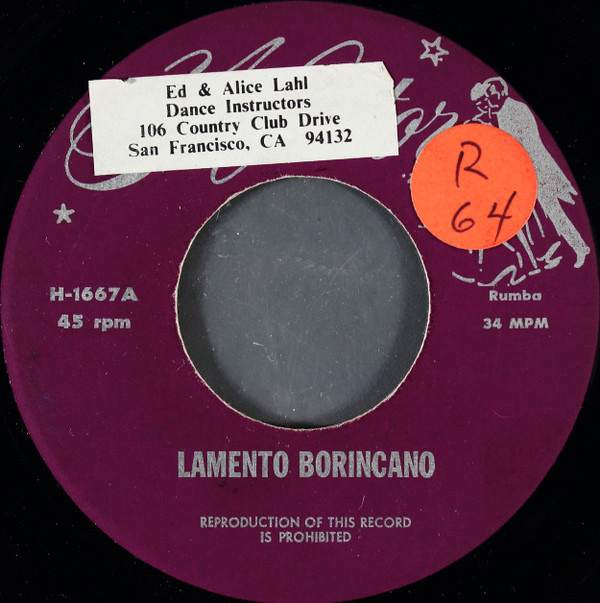 Ed & Alice Lahl
Dance Instructors
106 Country Club Drive
San Francisco, CA 94132
R
64
H-1667A
45 rpm
Rumba
34 MPM
LAMENTO BORINCANO
REPRODUCTION OF THIS RECORD
IS PROHIBITED